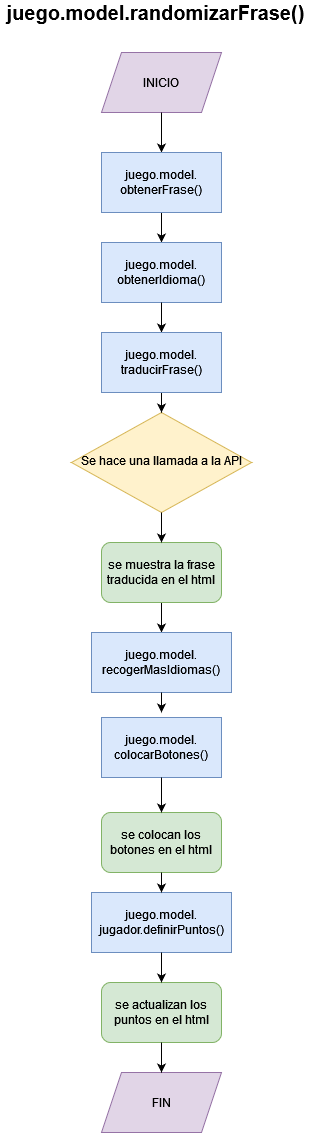 juego.model.randomizarFrase()
INICIO
juego.model.
obtenerFrase()
juego.model.
obtenerIdioma()
juego.model.
traducirFrase()
Se hace una llamada a la API
se muestra la frase
traducida en el html
juego.model.
recogerMasIdiomas()
juego.model.
colocarBotones()
se colocan los
botones en el html
juego.model.
jugador.definirPuntos()
se actualizan los
puntos en el html
FIN